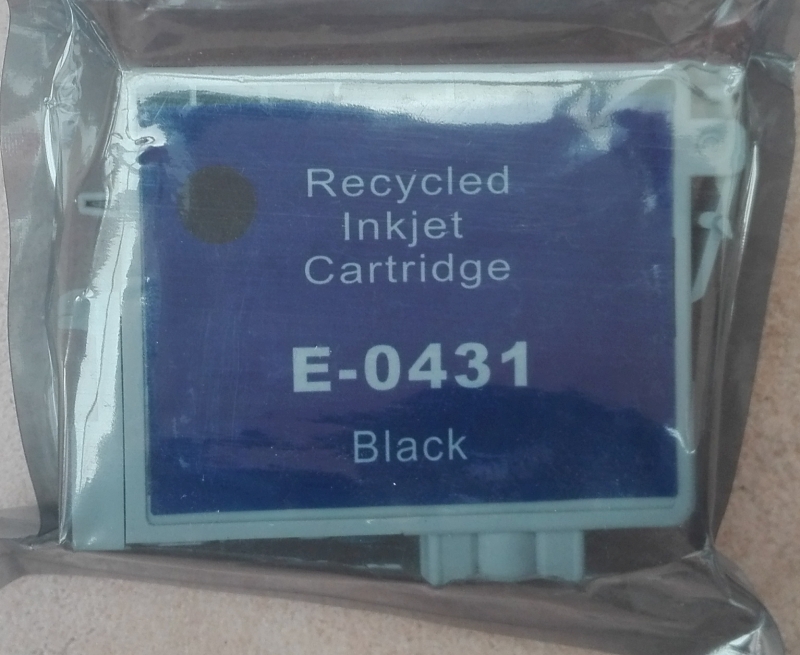 Recycled
Inkjet
Cartridge
E-0431
Black